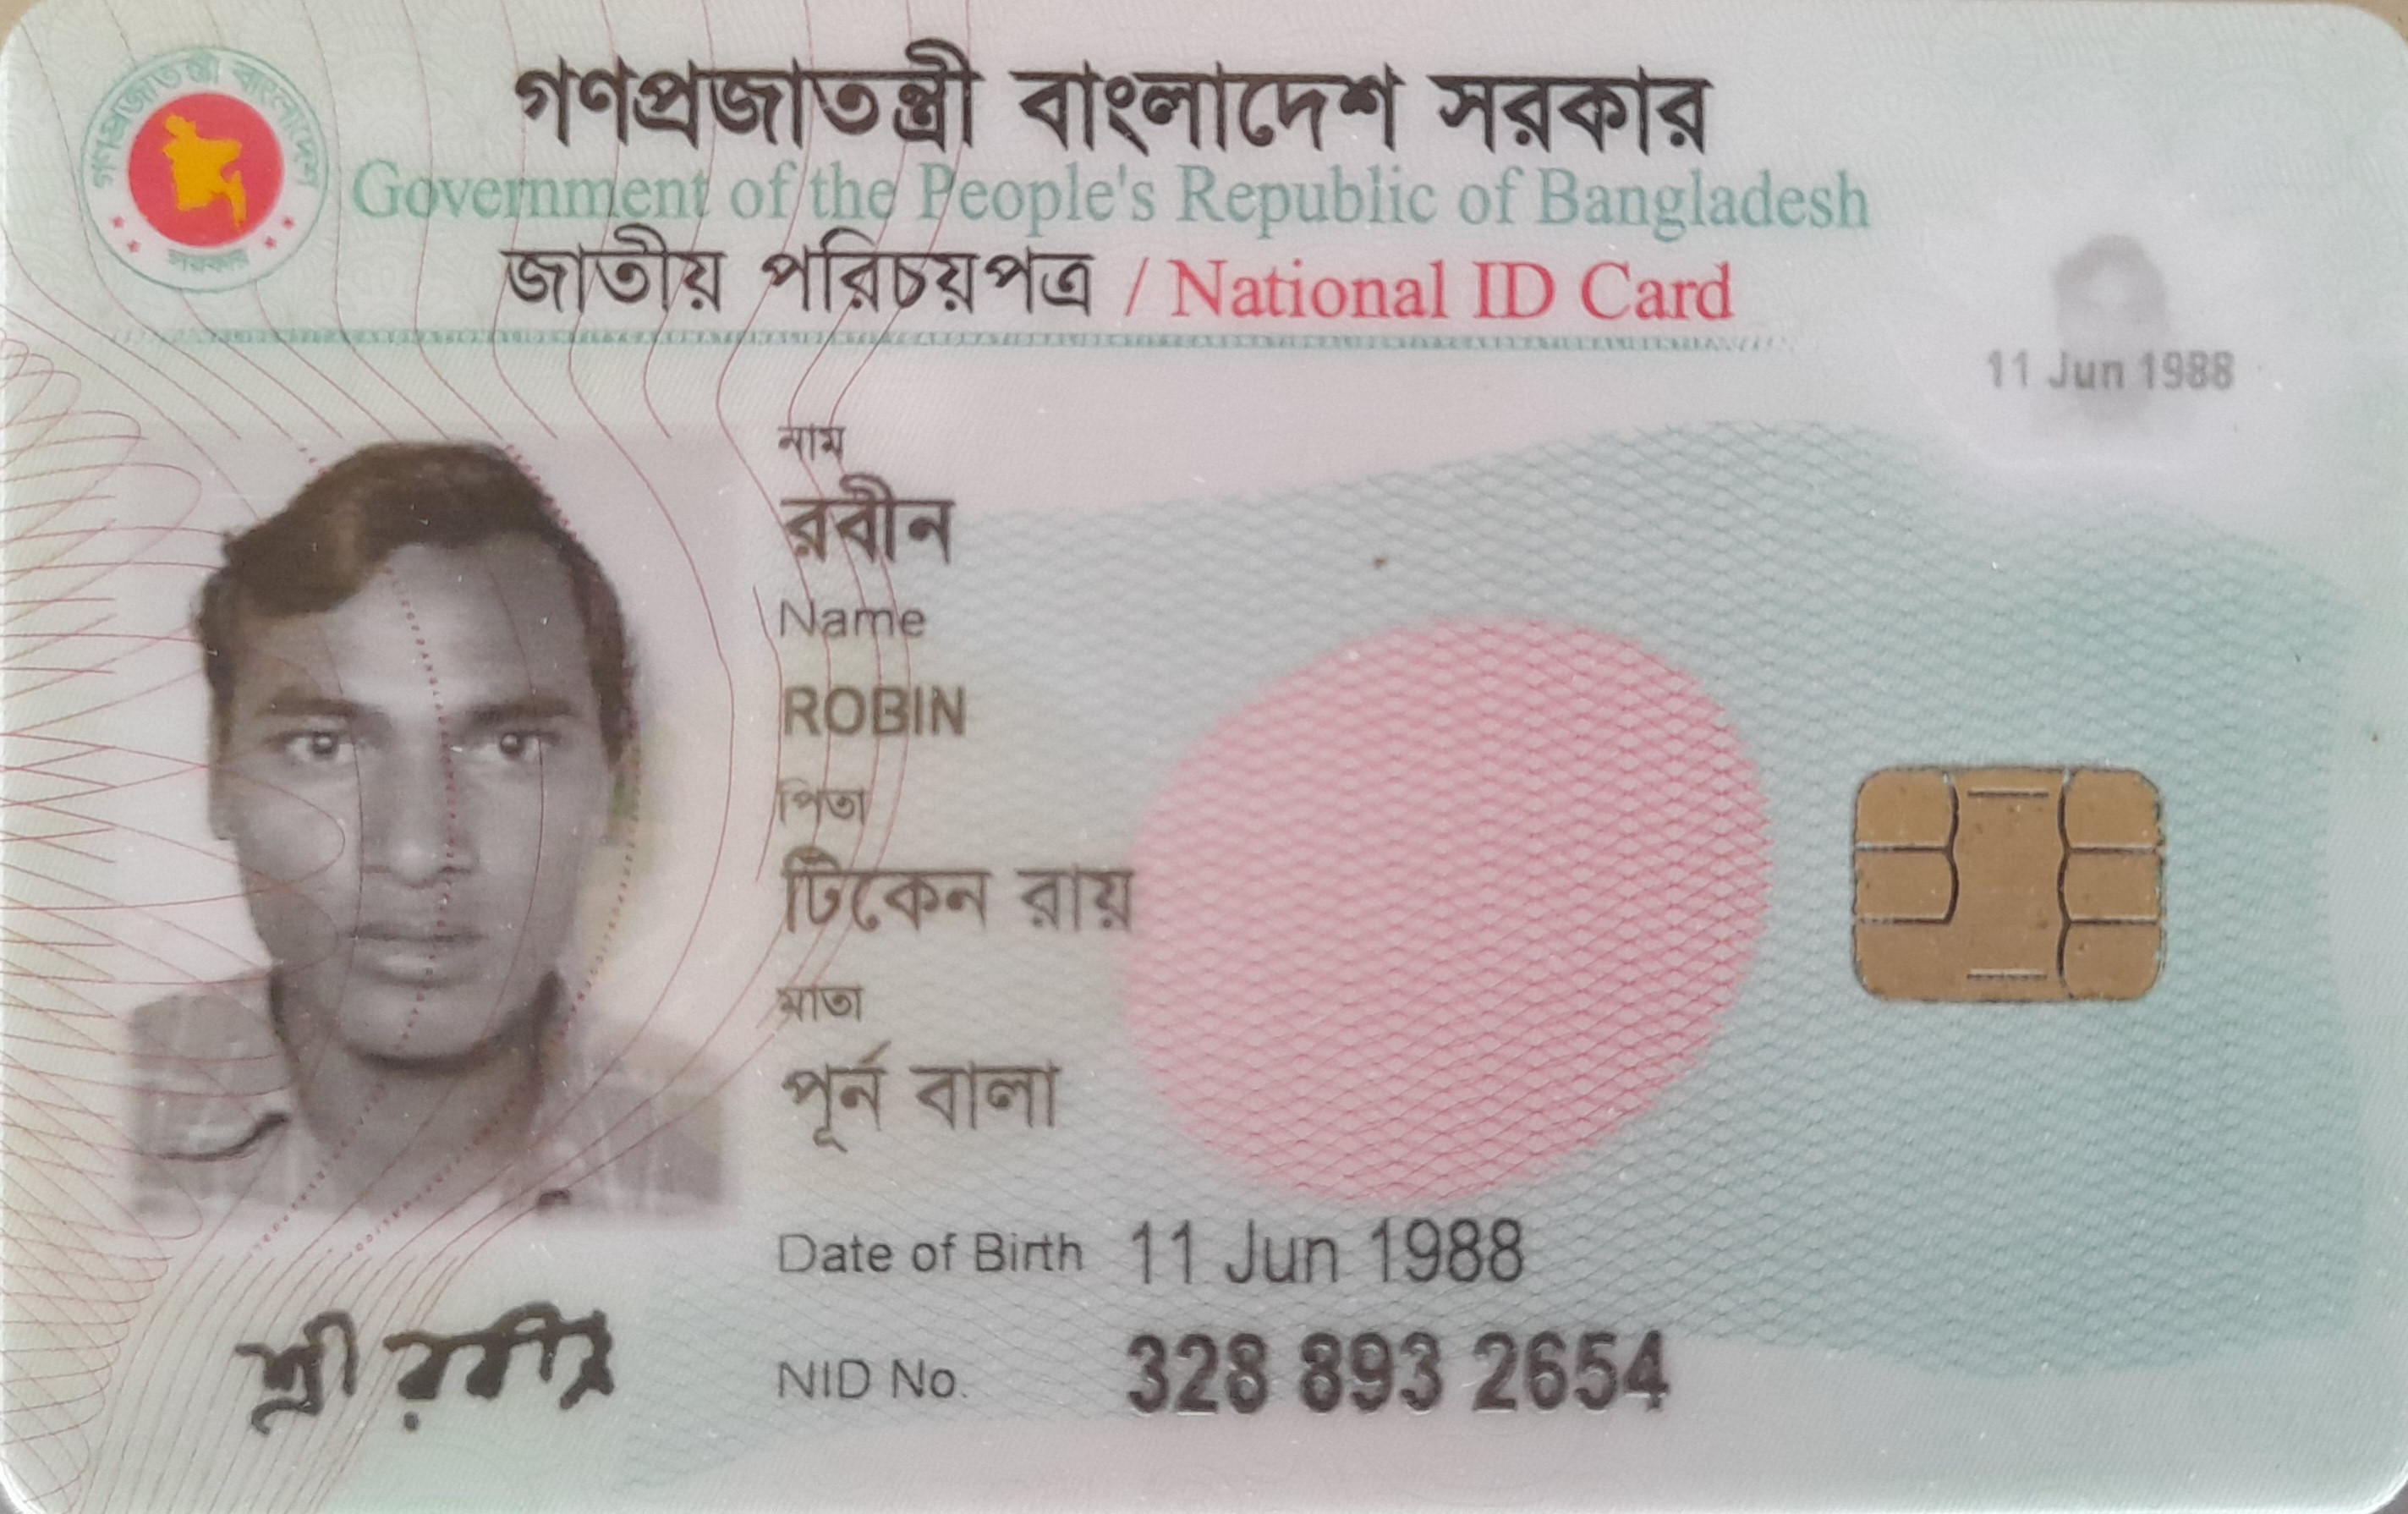 গণপ্রজাতন্ত্রী বাংলাদেশ সরকার
Government of the People's Republic of Bangladesh
জাতীয় পরিচয়পত্র / National ID Card
গণপ্রজাতন্ত্রী বাংলাদেশ
সরকার
11 Jun 1988
নাম
রবীন
Name
ROBIN
পিতা
টিকেন রায়
মাতা
পূর্ন বালা
Date of Birth 11 Jun 1988
শ্রী রবীন
NID No. 328 893 2654